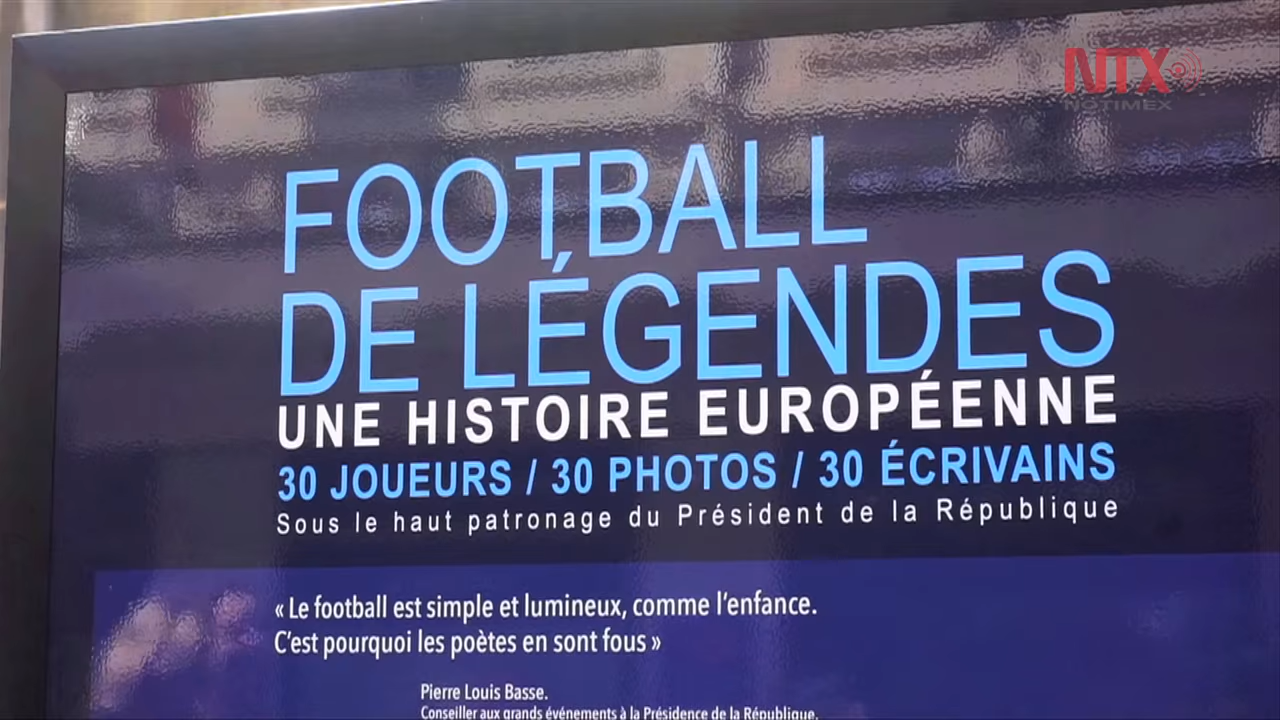 NTX
NOTIMEX
FOOTBALL
DE LÉGENDES
UNE HISTOIRE EUROPÉENNE
30 JOUEURS / 30 PHOTOS / 30 ÉCRIVAINS
Sous le haut patronage du Président de la République
« Le football est simple et lumineux, comme l'enfance.
C'est pourquoi les poètes en sont fous »
Pierre Louis Basse.
Conseiller aux grands événements à la Présidence de la République.